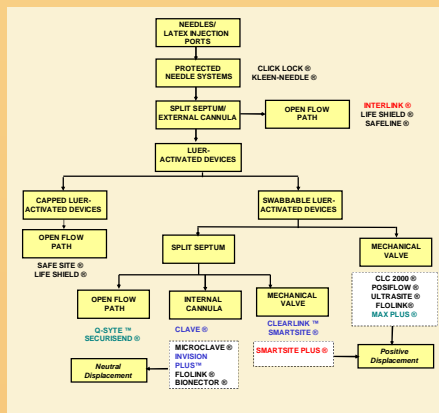 NEEDLES/
LATEX INJECTION
PORTS
PROTECTED
NEEDLE SYSTEMS
CLICK LOCK ®
KLEEN-NEEDLE ®
SPLIT SEPTUM/
EXTERNAL CANNULA
OPEN FLOW
PATH
INTERLINK ®
LIFE SHIELD ®
SAFELINE ®
LUER-
ACTIVATED DEVICES
CAPPED LUER-
ACTIVATED DEVICES
SWABBABLE LUER-
ACTIVATED DEVICES
OPEN FLOW
PATH
SAFE SITE ®
LIFE SHIELD ®
SPLIT SEPTUM
MECHANICAL
VALVE
OPEN FLOW
PATH
INTERNAL
CANNULA
MECHANICAL
VALVE
CLC 2000 ®
POSIFLOW ®
ULTRASITE ®
FLOLINK®
MAX PLUS ®
Q-SYTE ™
SECURISEND ®
CLAVE ®
CLEARLINK ™
SMARTSITE ®
MICROCLAVE ®
INVISION
PLUS™
FLOLINK ®
BIONECTOR ®
SMARTSITE PLUS ®
Positive
Displacement
Neutral
Displacement